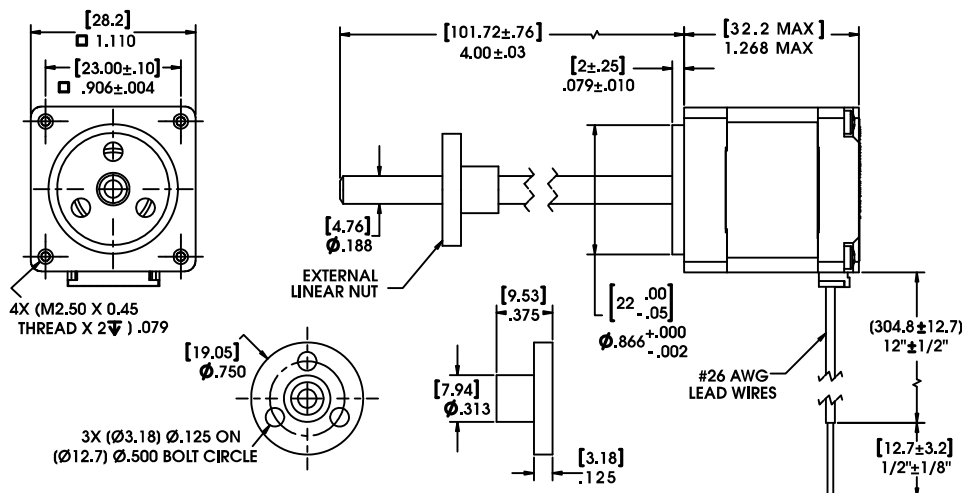 [28.2]
□ 1.110
[23.00±.10]
□ .906±.004
[101.72±.76]
4.00±.03
[32.2 MAX]
1.268 MAX
[2±.25]
.079±.010
[4.76]
Ø.188
EXTERNAL
LINEAR NUT
4X (M2.50 X 0.45
THREAD X 2↧) .079
[22 .00
-.05]
Ø.866+.000
-.002
(304.8±12.7)
12"±1/2"
#26 AWG
LEAD WIRES
[9.53]
.375
[19.05]
Ø.750
[7.94]
Ø.313
3X (Ø3.18) Ø.125 ON
(Ø12.7) Ø.500 BOLT CIRCLE
[3.18]
.125
[12.7±3.2]
1/2"±1/8"